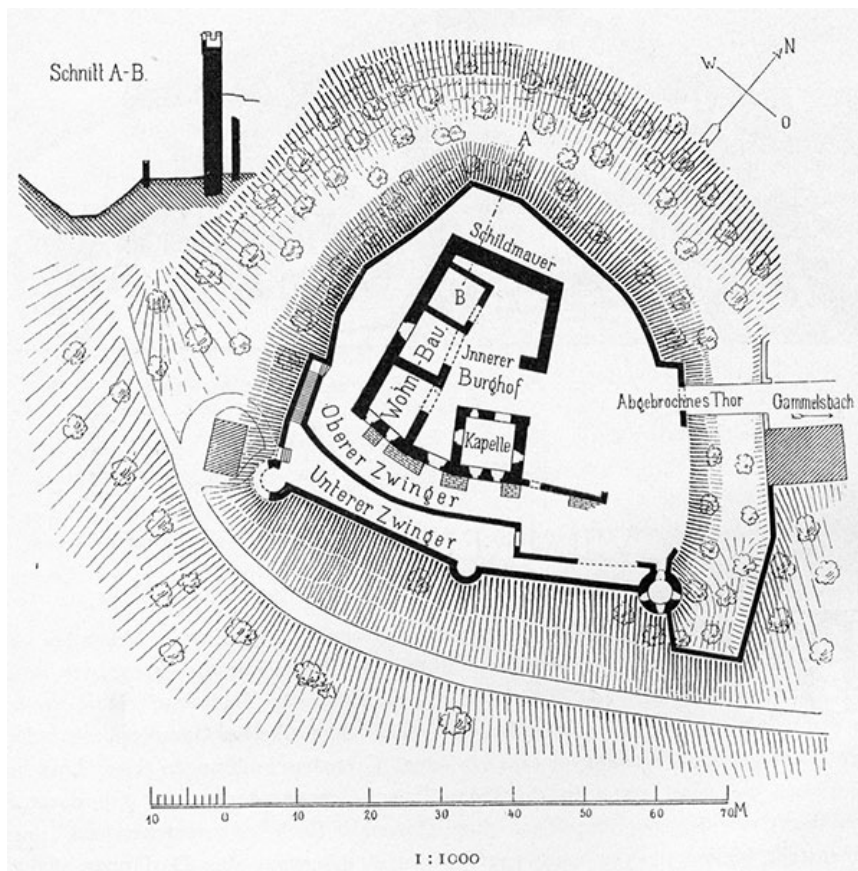 Schnitt A-B.
N
W
O
A
Schildmauer
B
Wohn Bau.
Innerer
Burghof
Abgebrochnes Thor
Gammelsbach
Kapelle
Oberer Zwinger
Unterer Zwinger
10 0 10 20 30 40 50 60 70 M
1:1000